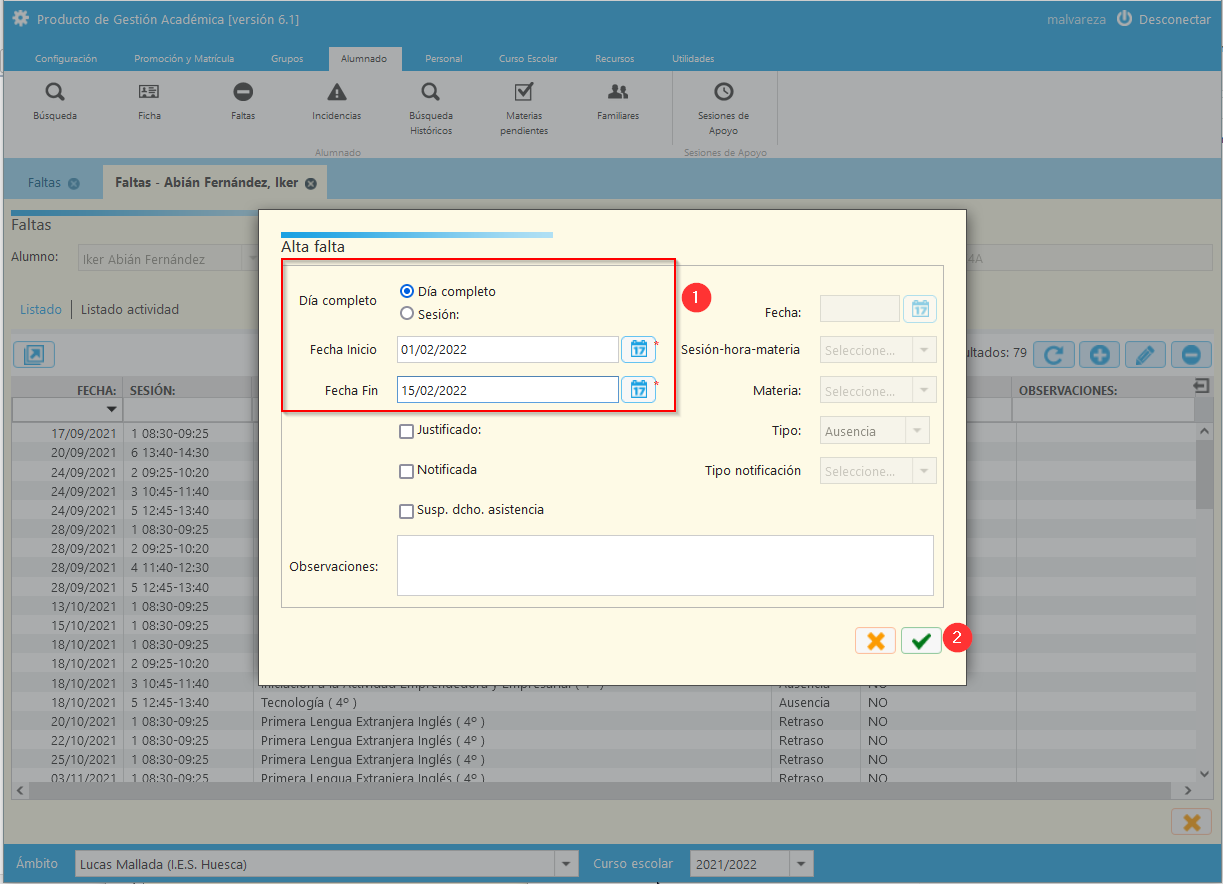 Producto de Gestión Académica [versión 6.1]
malvareza Desconectar
Configuración Promoción y Matrícula Grupos Alumnado Personal Curso Escolar Recursos Utilidades
Búsqueda Ficha Faltas Incidencias Búsqueda Históricos Materias pendientes Familiares Sesiones de Apoyo
Alumnado Sesiones de Apoyo
Faltas Faltas - Abián Fernández, Iker
Faltas
Alumno: Iker Abián Fernández 4A
Listado Listado actividad
ultados: 79
Alta falta
Día completo Día completo
Sesión:
1
Fecha Inicio 01/02/2022 17 *
Fecha Fin 15/02/2022 17 *
Justificado:
Notificada
Susp. dcho. asistencia
Fecha: 17
Sesión-hora-materia Seleccione...
Materia: Seleccione...
Tipo: Ausencia
Tipo notificación Seleccione...
Observaciones:
2
FECHA: SESIÓN: OBSERVACIONES:
17/09/2021 1 08:30-09:25
20/09/2021 6 13:40-14:30
24/09/2021 2 09:25-10:20
24/09/2021 3 10:45-11:40
24/09/2021 5 12:45-13:40
28/09/2021 1 08:30-09:25
28/09/2021 2 09:25-10:20
28/09/2021 4 11:40-12:30
28/09/2021 5 12:45-13:40
13/10/2021 1 08:30-09:25
15/10/2021 1 08:30-09:25
18/10/2021 1 08:30-09:25
18/10/2021 2 09:25-10:20
18/10/2021 3 10:45-11:40 Iniciación a la Actividad Emprendedora y Empresarial ( 4º ) Ausencia NO
18/10/2021 5 12:45-13:40 Tecnología ( 4º ) Ausencia NO
20/10/2021 1 08:30-09:25 Primera Lengua Extranjera Inglés ( 4º ) Retraso NO
22/10/2021 1 08:30-09:25 Primera Lengua Extranjera Inglés ( 4º ) Retraso NO
25/10/2021 1 08:30-09:25 Primera Lengua Extranjera Inglés ( 4º ) Retraso NO
03/11/2021 1 08:30-09:25 Primera Lengua Extranjera Inglés ( 4º ) Retraso NO
Ámbito Lucas Mallada (I.E.S. Huesca) Curso escolar 2021/2022